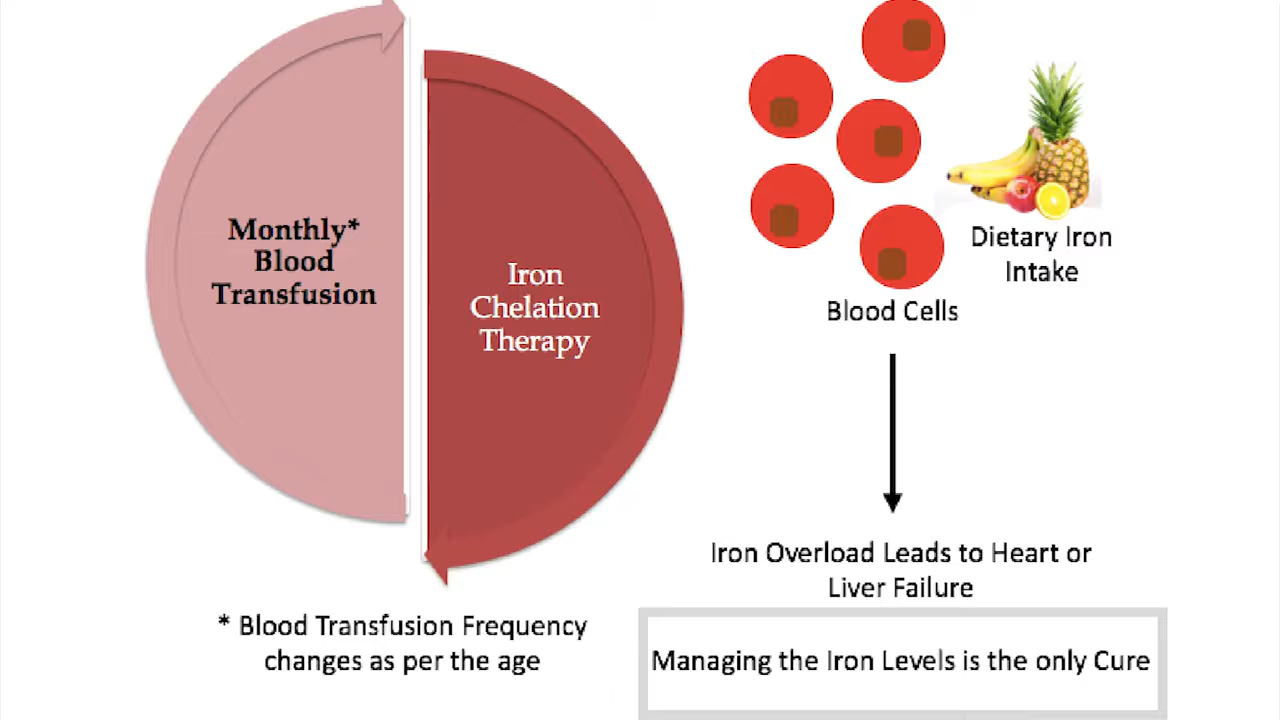 Monthly*
Blood
Transfusion
Iron
Chelation
Therapy
* Blood Transfusion Frequency
changes as per the age
Dietary Iron
Intake
Blood Cells
Iron Overload Leads to Heart or
Liver Failure
Managing the Iron Levels is the only Cure